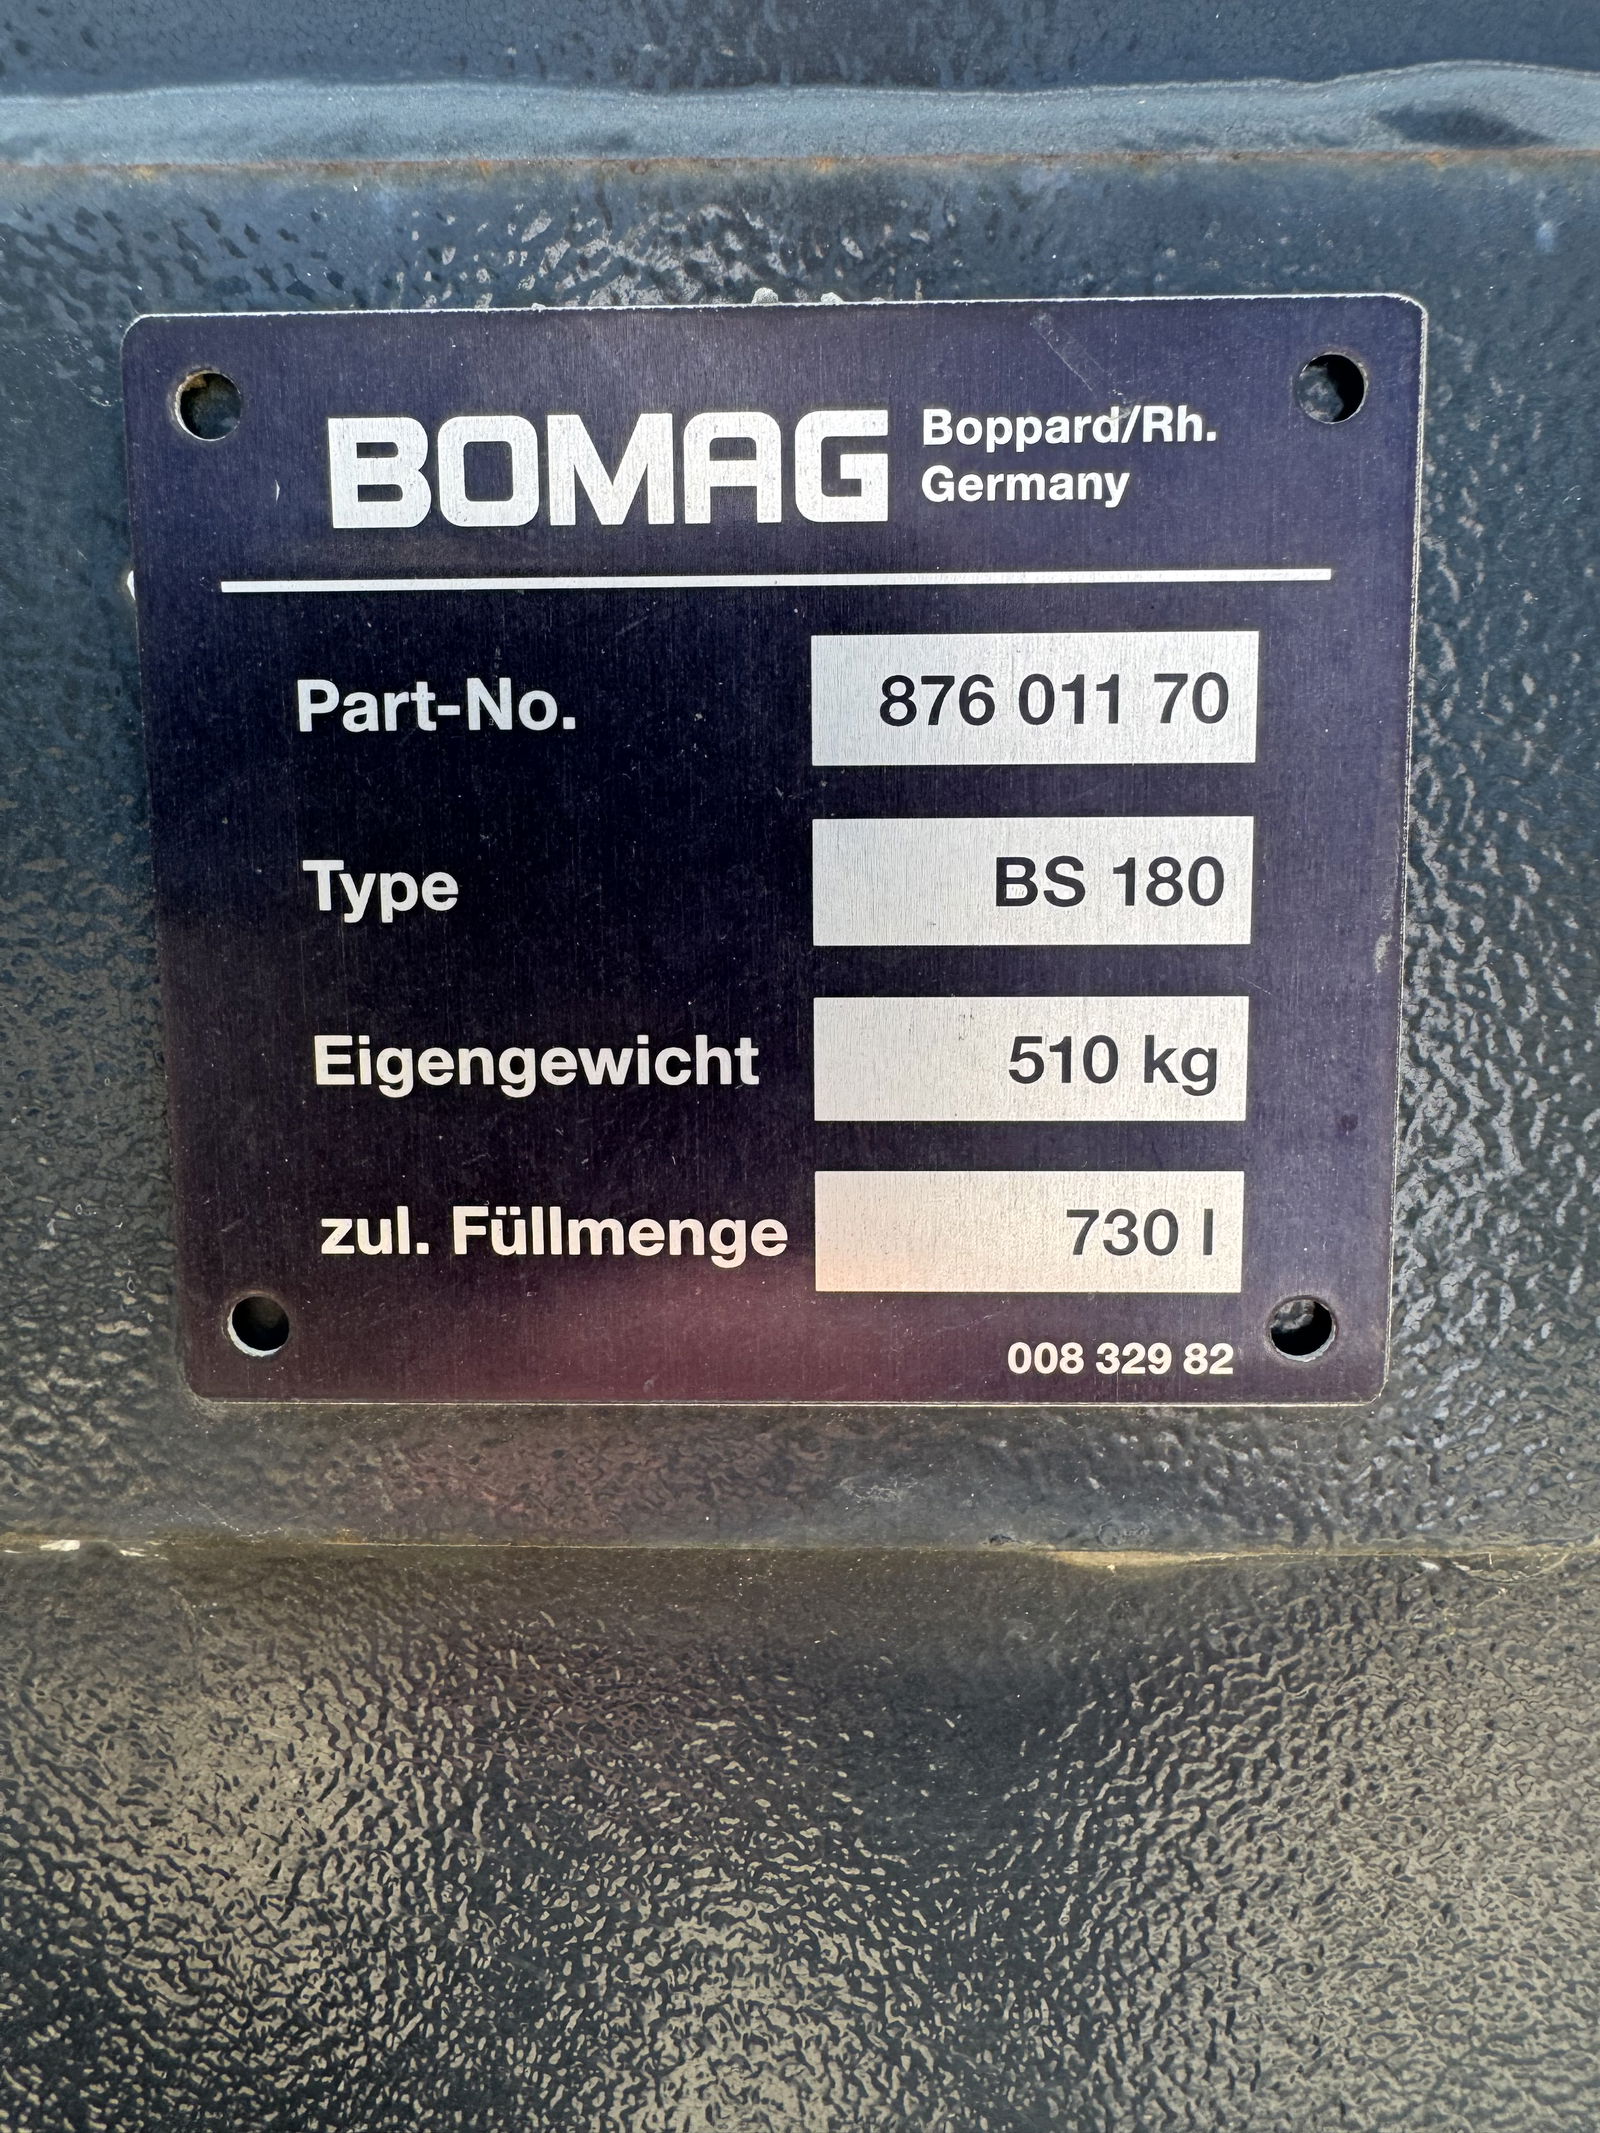 BOMAG Boppard/Rh.
Germany
Part-No. 876 011 70
Type BS 180
Eigengewicht 510 kg
zul. Füllmenge 730 l
008 329 82